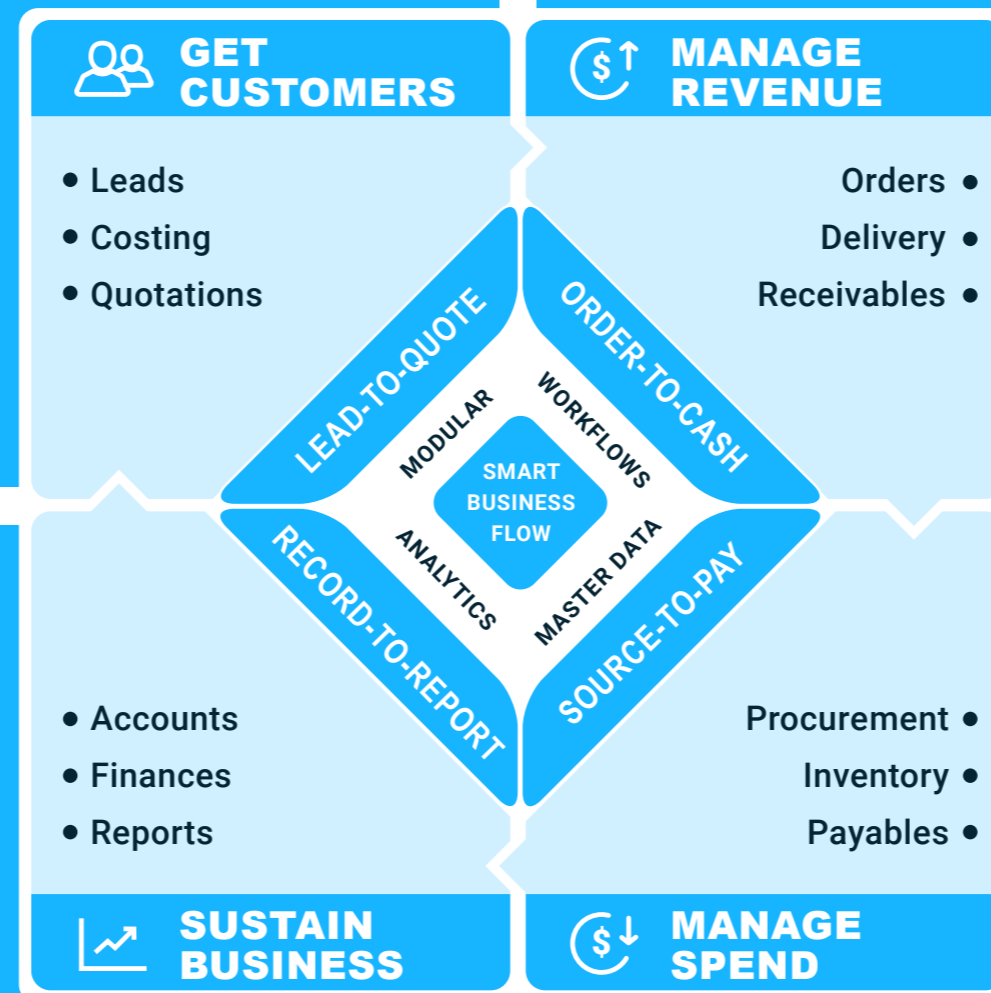 GET
CUSTOMERS
$
MANAGE
REVENUE
• Leads
• Costing
• Quotations
Orders •
Delivery •
Receivables •
LEAD-TO-QUOTE
ORDER-TO-CASH
MODULAR
WORKFLOWS
SMART
BUSINESS
FLOW
ANALYTICS
MASTER DATA
RECORD-TO-REPORT
SOURCE-TO-PAY
• Accounts
• Finances
• Reports
Procurement •
Inventory •
Payables •
SUSTAIN
BUSINESS
$
MANAGE
SPEND